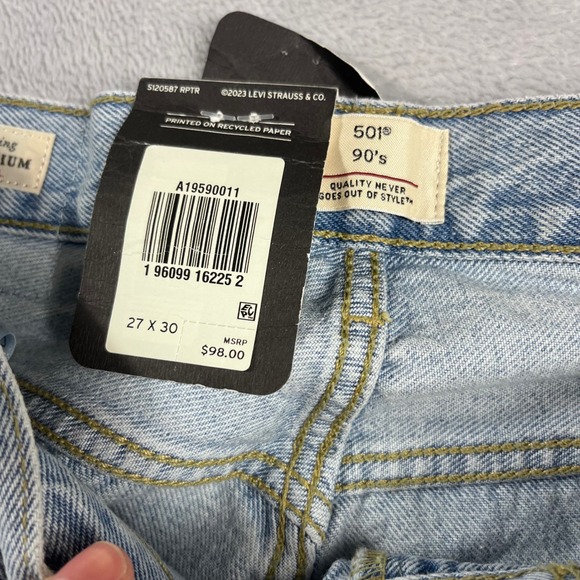 S120587 RPTR ©2023 LEVI STRAUSS & CO.
PRINTED ON RECYCLED PAPER
A19590011
1 96099 16225 2
27 X 30
MSRP
$98.00
501®
90's
QUALITY NEVER
GOES OUT OF STYLE™